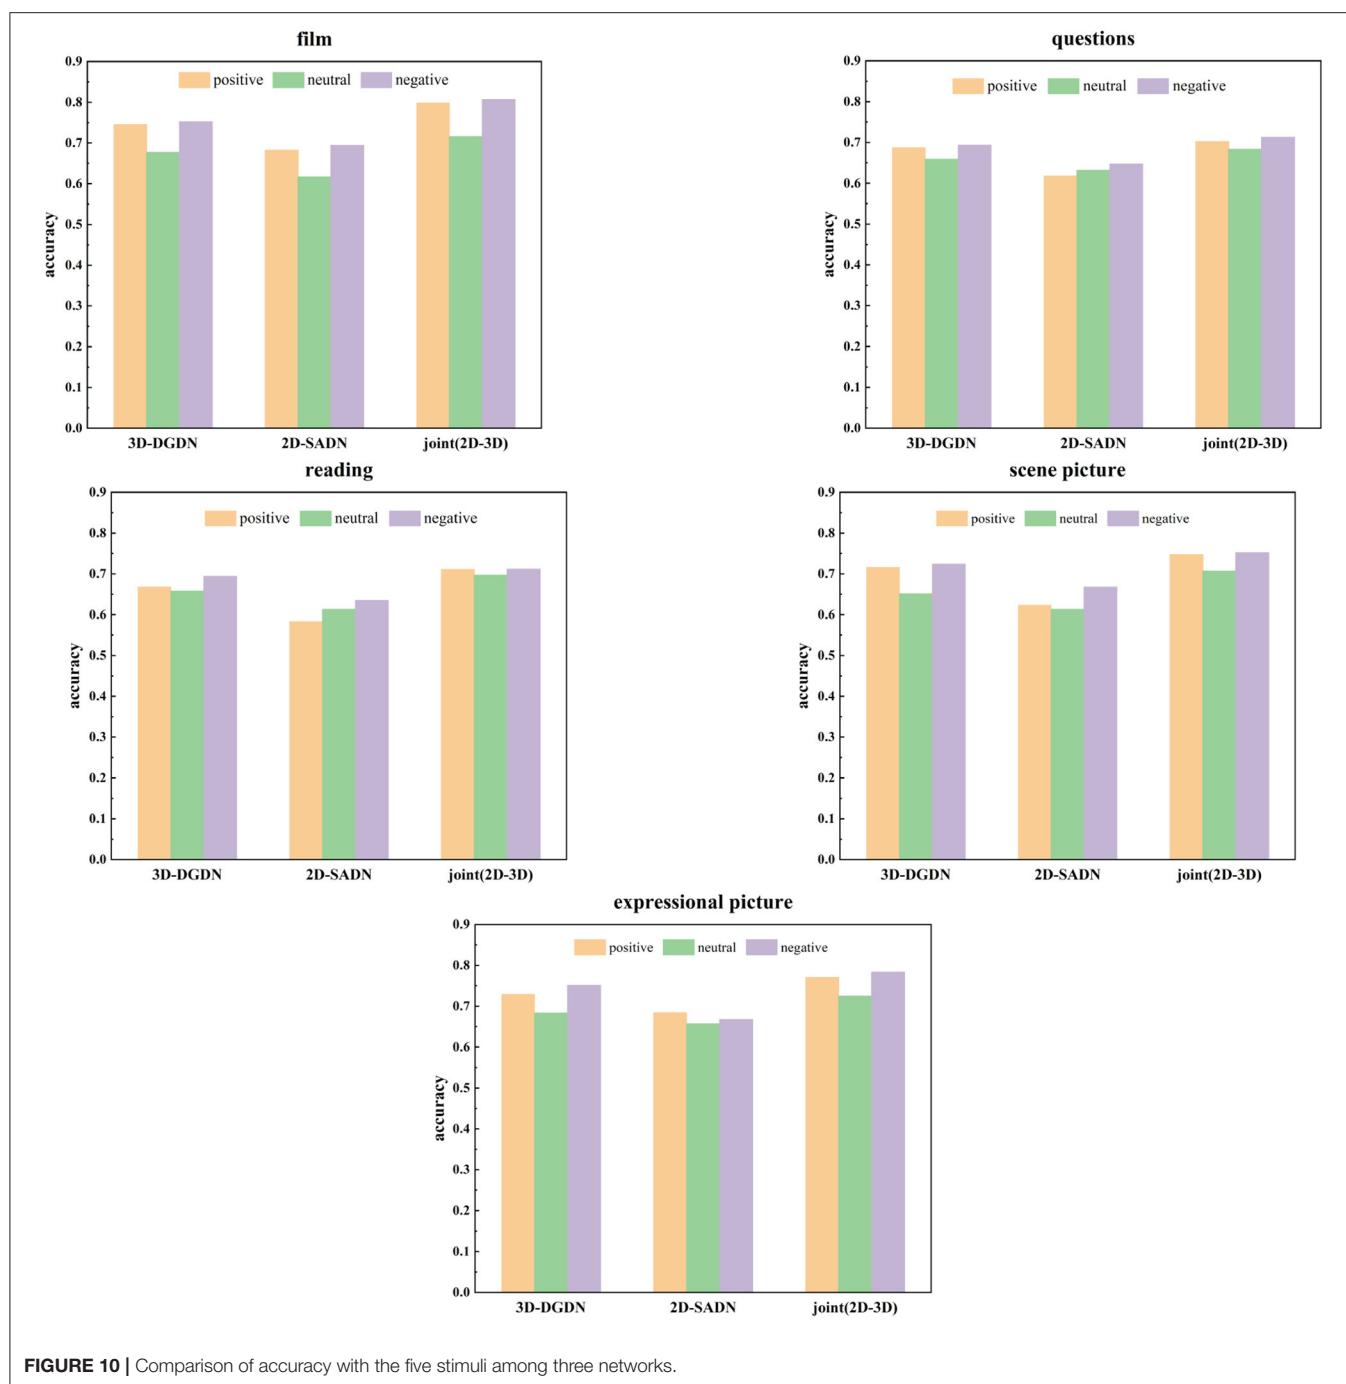 film
positive neutral negative
0.9
0.8
0.7
0.6
0.5
0.4
0.3
0.2
0.1
0.0
accuracy
3D-DGDN 2D-SADN joint(2D-3D)
questions
positive neutral negative
0.9
0.8
0.7
0.6
0.5
0.4
0.3
0.2
0.1
0.0
accuracy
3D-DGDN 2D-SADN joint(2D-3D)
reading
positive neutral negative
0.9
0.8
0.7
0.6
0.5
0.4
0.3
0.2
0.1
0.0
accuracy
3D-DGDN 2D-SADN joint(2D-3D)
scene picture
positive neutral negative
0.9
0.8
0.7
0.6
0.5
0.4
0.3
0.2
0.1
0.0
accuracy
3D-DGDN 2D-SADN joint(2D-3D)
expressional picture
positive neutral negative
0.9
0.8
0.7
0.6
0.5
0.4
0.3
0.2
0.1
0.0
accuracy
3D-DGDN 2D-SADN joint(2D-3D)
FIGURE 10 | Comparison of accuracy with the five stimuli among three networks.